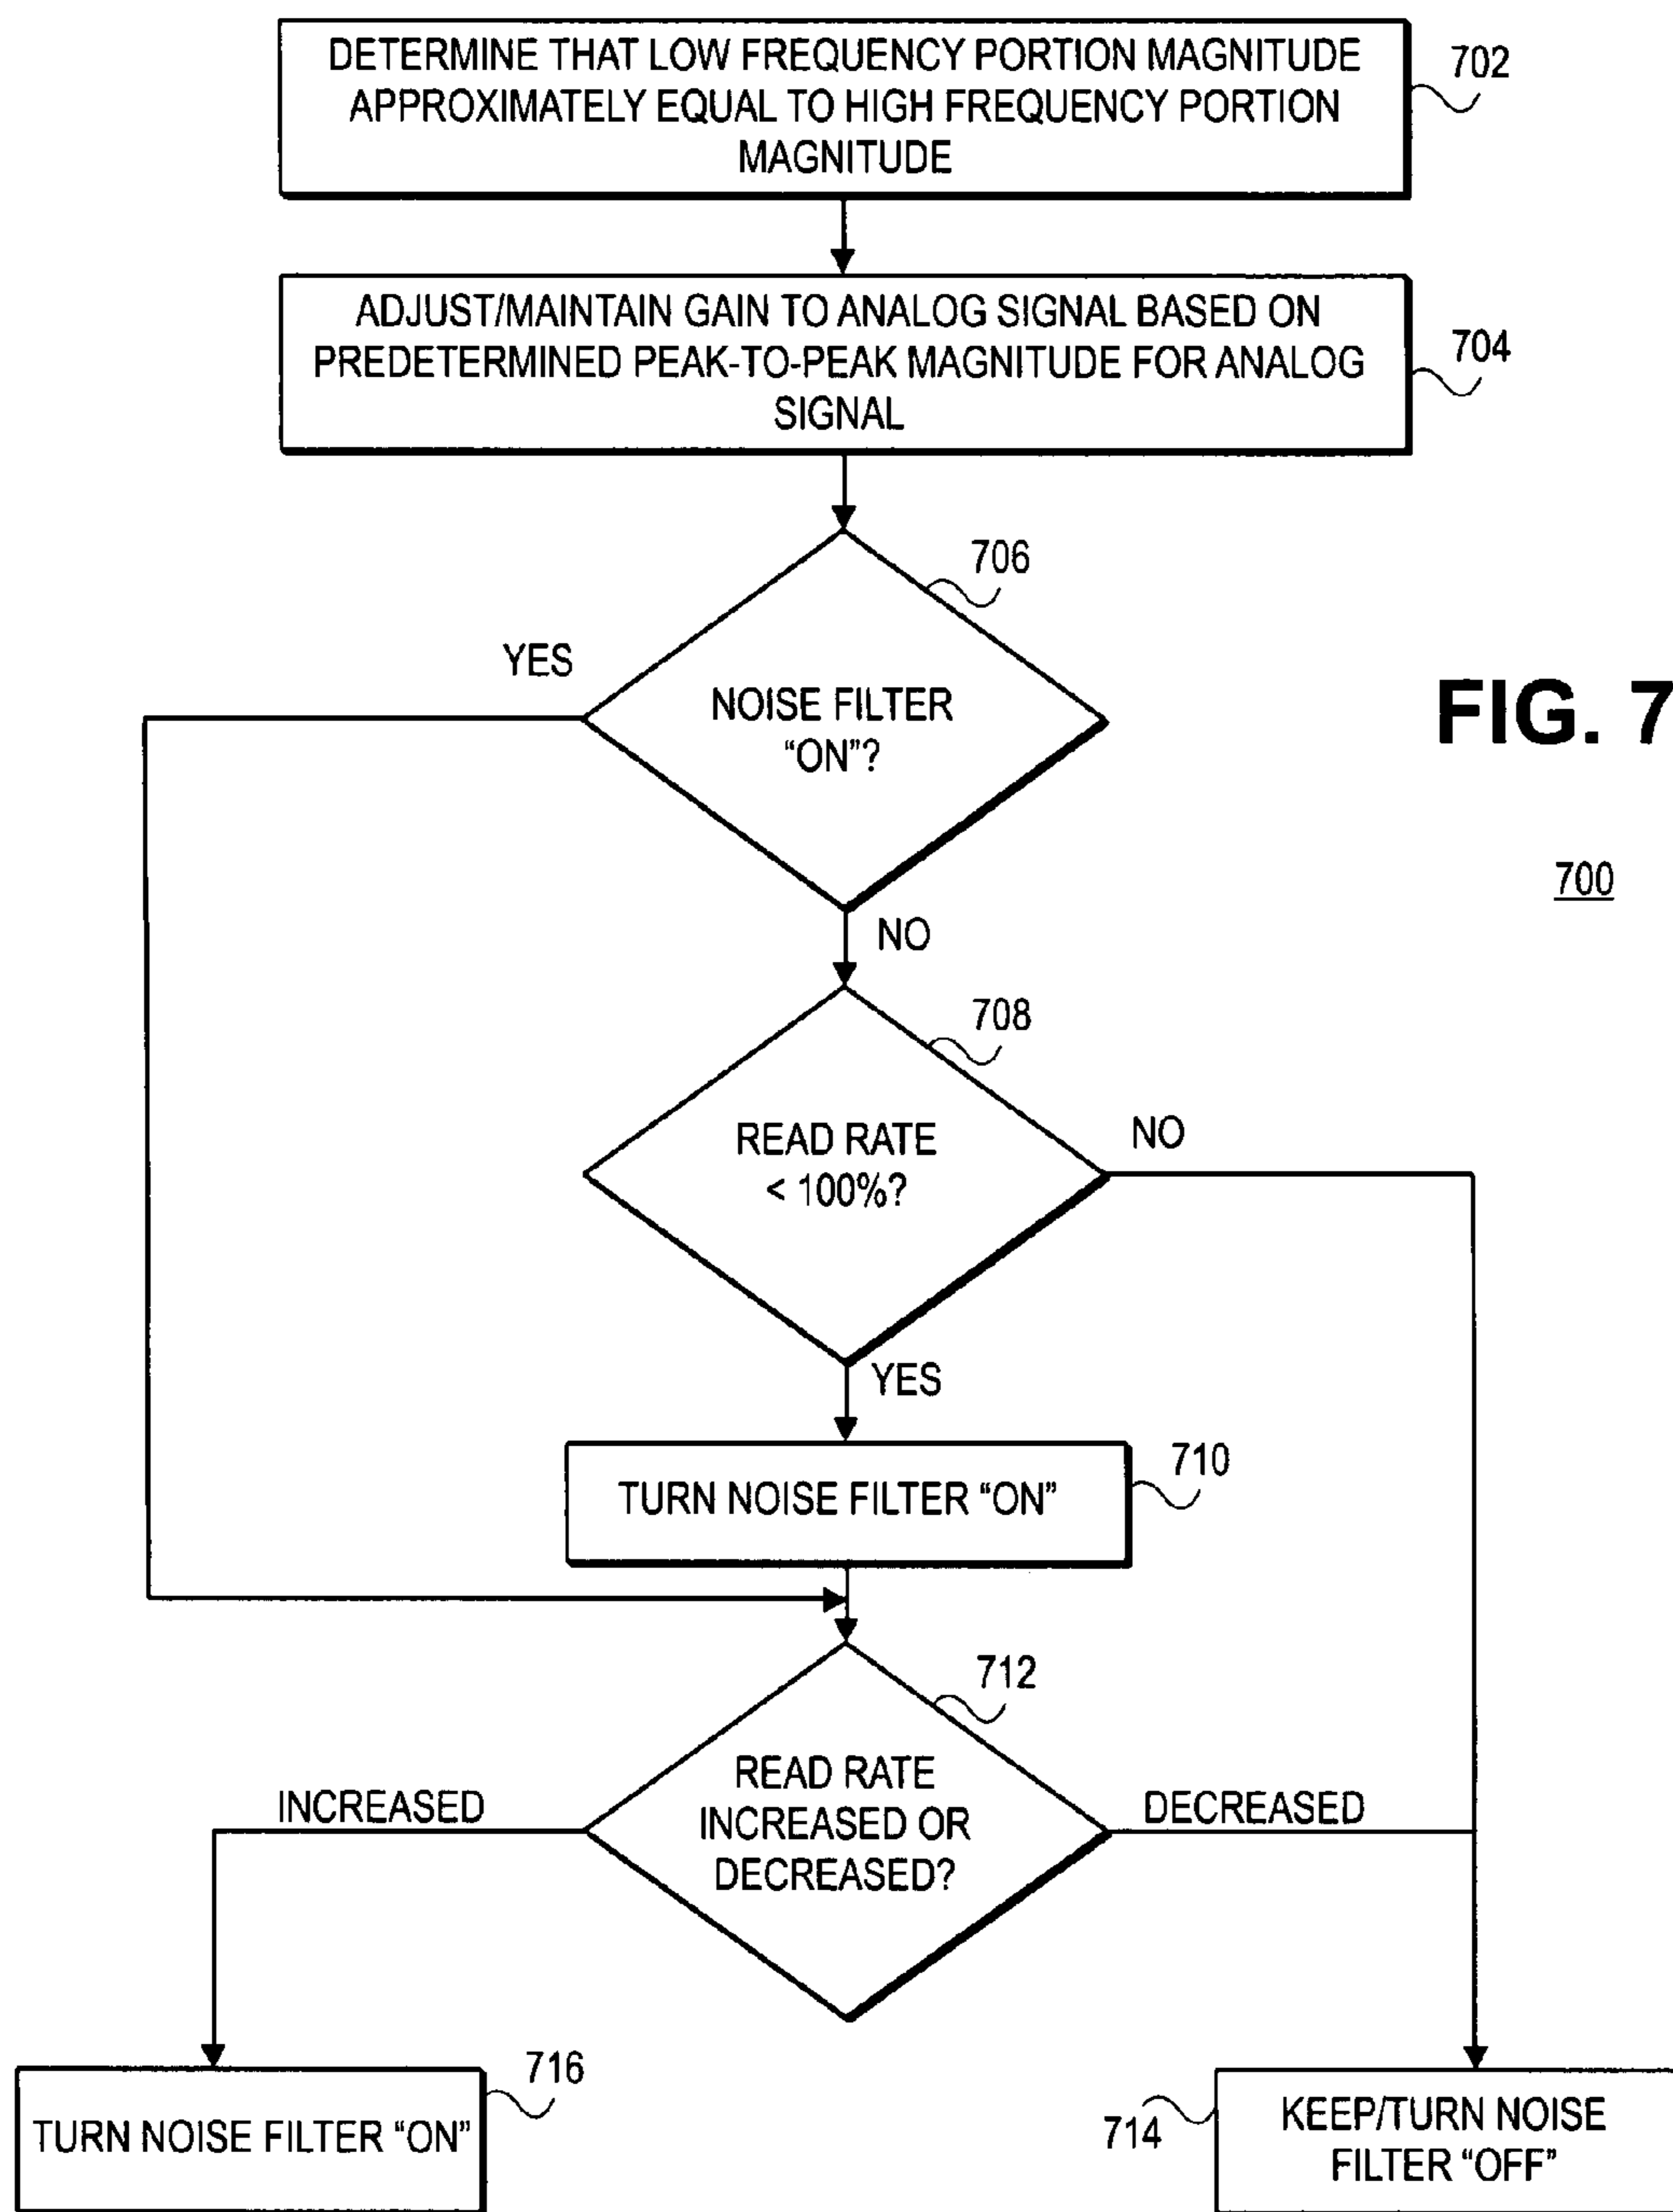 DETERMINE THAT LOW FREQUENCY PORTION MAGNITUDE
APPROXIMATELY EQUAL TO HIGH FREQUENCY PORTION
MAGNITUDE
702
ADJUST/MAINTAIN GAIN TO ANALOG SIGNAL BASED ON
PREDETERMINED PEAK-TO-PEAK MAGNITUDE FOR ANALOG
SIGNAL
704
706
YES
NOISE FILTER
“ON”?
FIG. 7
700
NO
708
READ RATE
< 100%?
NO
YES
TURN NOISE FILTER “ON”
710
712
READ RATE
INCREASED OR
DECREASED?
INCREASED
DECREASED
716
TURN NOISE FILTER “ON”
714
KEEP/TURN NOISE
FILTER “OFF”